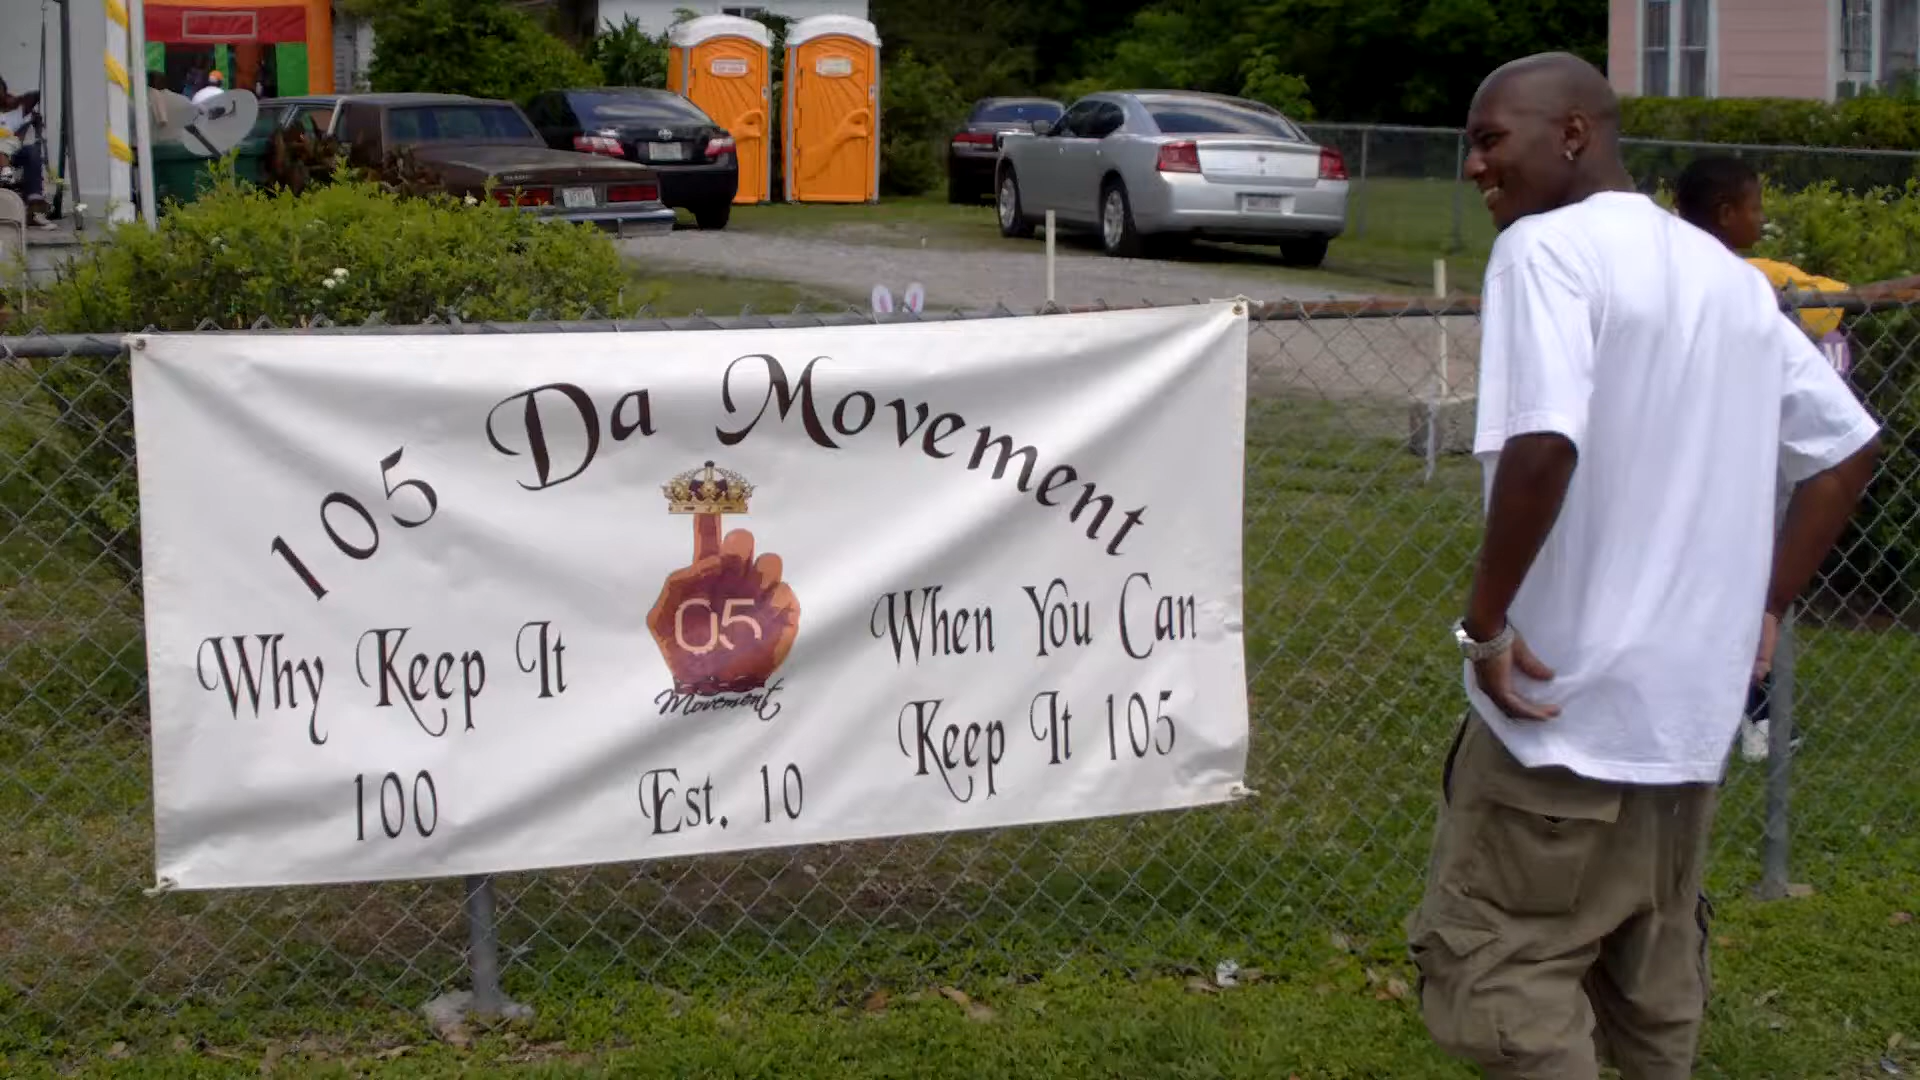 105 Da Movement
05
Movement
Why Keep It
100
Est. 10
When You Can
Keep It 105